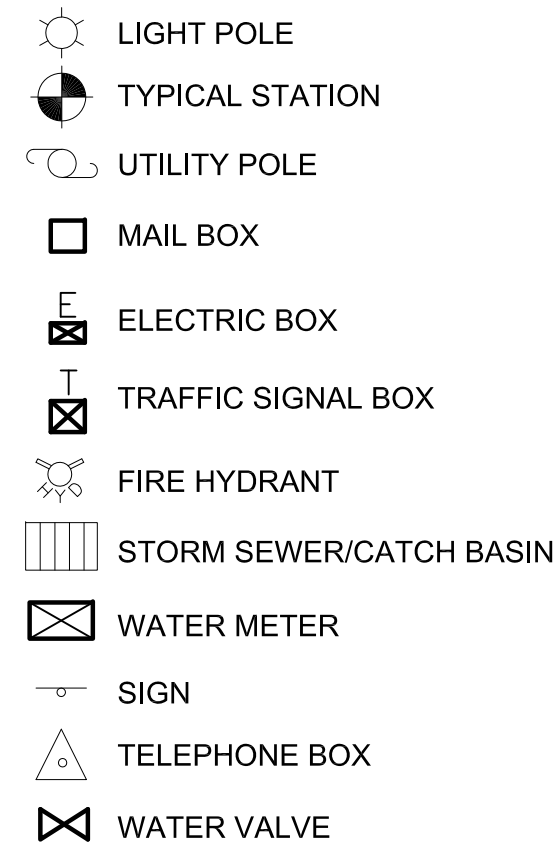 LIGHT POLE
TYPICAL STATION
UTILITY POLE
MAIL BOX
E
ELECTRIC BOX
T
TRAFFIC SIGNAL BOX
HYD
FIRE HYDRANT
STORM SEWER/CATCH BASIN
WATER METER
SIGN
TELEPHONE BOX
WATER VALVE